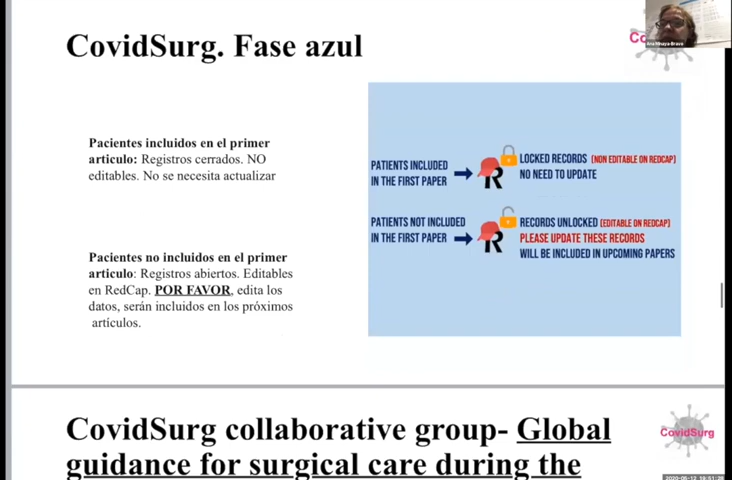 CovidSurg. Fase azul
Pacientes incluidos en el primer
articulo: Registros cerrados. NO
editables. No se necesita actualizar
Pacientes no incluidos en el primer
articulo: Registros abiertos. Editables
en RedCap. POR FAVOR, edita los
datos, serán incluidos en los próximos
artículos.
PATIENTS INCLUDED
IN THE FIRST PAPER
R
LOCKED RECORDS (NON EDITABLE ON REDCAP)
NO NEED TO UPDATE
PATIENTS NOT INCLUDED
IN THE FIRST PAPER
R
RECORDS UNLOCKED (EDITABLE ON REDCAP)
PLEASE UPDATE THESE RECORDS
WILL BE INCLUDED IN UPCOMING PAPERS
CovidSurg collaborative group- Global
guidance for surgical care during the
CovidSurg